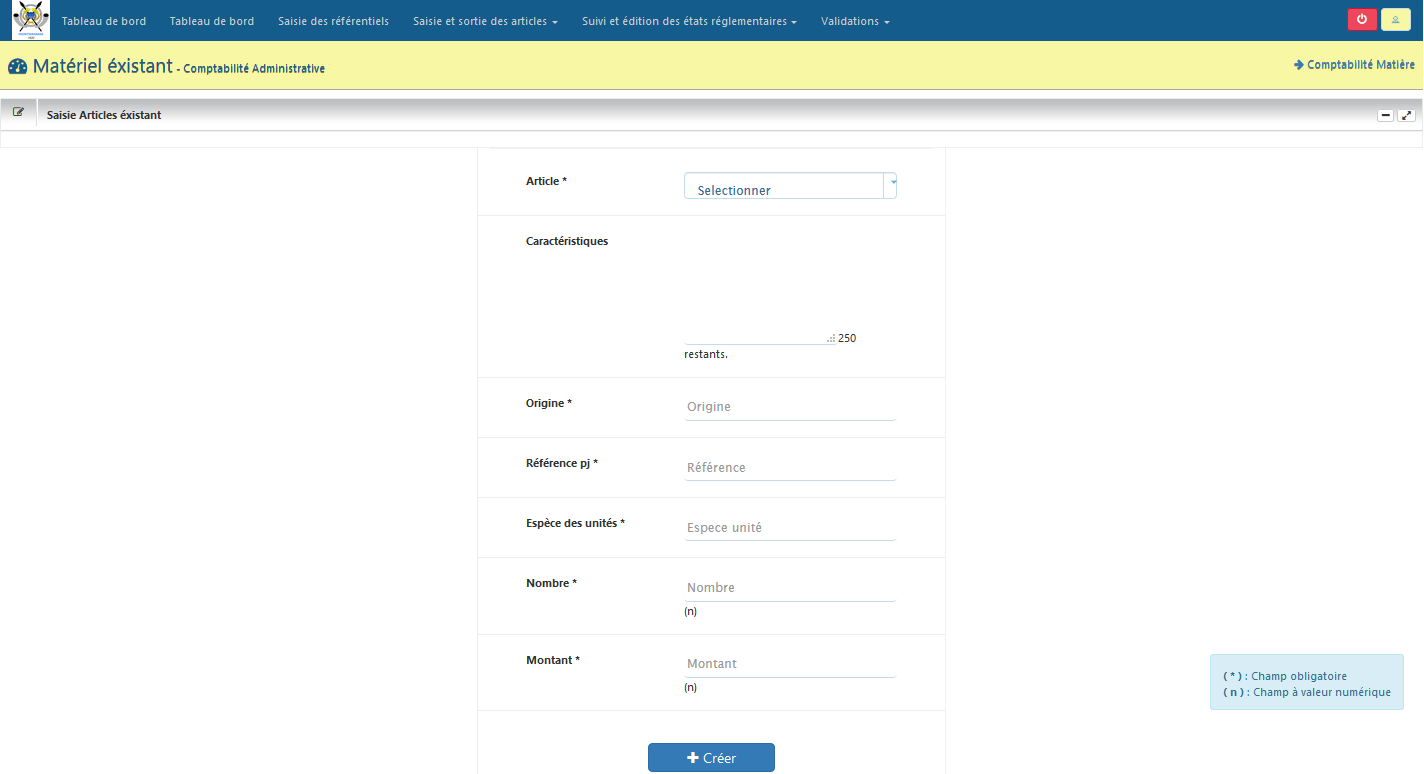 Tableau de bord Tableau de bord Saisie des référentiels Saisie et sortie des articles Suivi et édition des états réglementaires Validations
Matériel éxistant - Comptabilité Administrative
Comptabilité Matière
Saisie Articles éxistant
Article *
Selectionner
Caractéristiques
250
restants.
Origine *
Origine
Référence pj *
Référence
Espèce des unités *
Espece unité
Nombre *
Nombre
(n)
Montant *
Montant
(n)
( * ) : Champ obligatoire
( n ) : Champ à valeur numérique
Créer